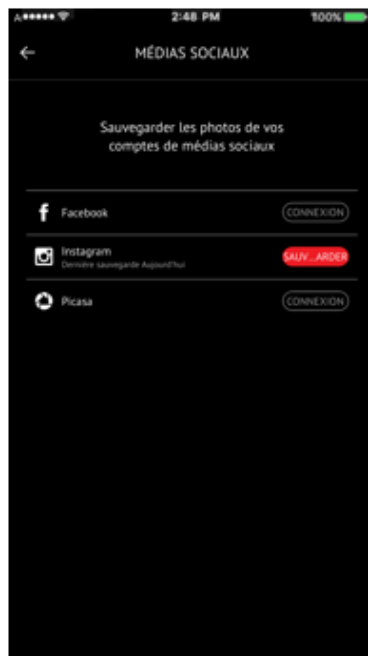 2:48 PM
100%
MÉDIAS SOCIAUX
Sauvegarder les photos de vos
comptes de médias sociaux
Facebook
CONNEXION
Instagram
SAUV...ARDER
Dernière sauvegarde Aujourd'hui
Picasa
CONNEXION